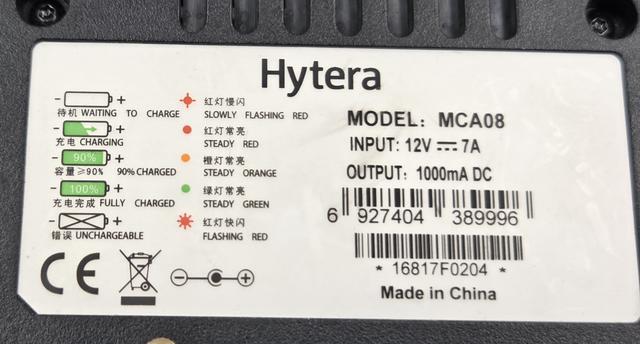 Hytera
- + 红灯慢闪
待机 WAITING TO CHARGE SLOWLY FLASHING RED
- + 红灯常亮
充电 CHARGING STEADY RED
- 90% + 橙灯常亮
容量≥90% 90% CHARGED STEADY ORANGE
- 100% + 绿灯常亮
充电完成 FULLY CHARGED STEADY GREEN
- + 红灯快闪
错误 UNCHARGEABLE FLASHING RED
MODEL: MCA08
INPUT: 12V ⎓ 7A
OUTPUT: 1000mA DC
6 927404 389996
* 16817F0204 *
Made in China
CE
- +